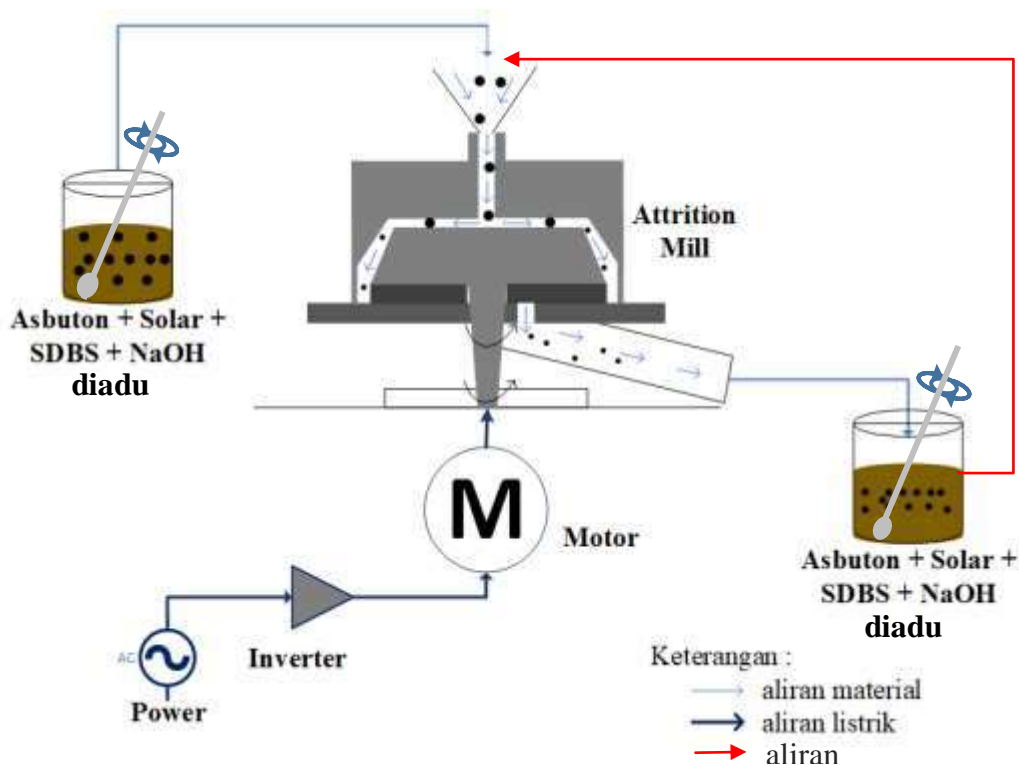 Attrition
Mill
Asbuton + Solar +
SDBS + NaOH
diadu
M
Motor
Asbuton + Solar +
SDBS + NaOH
diadu
Inverter
AC
Power
Keterangan :
aliran material
aliran listrik
aliran